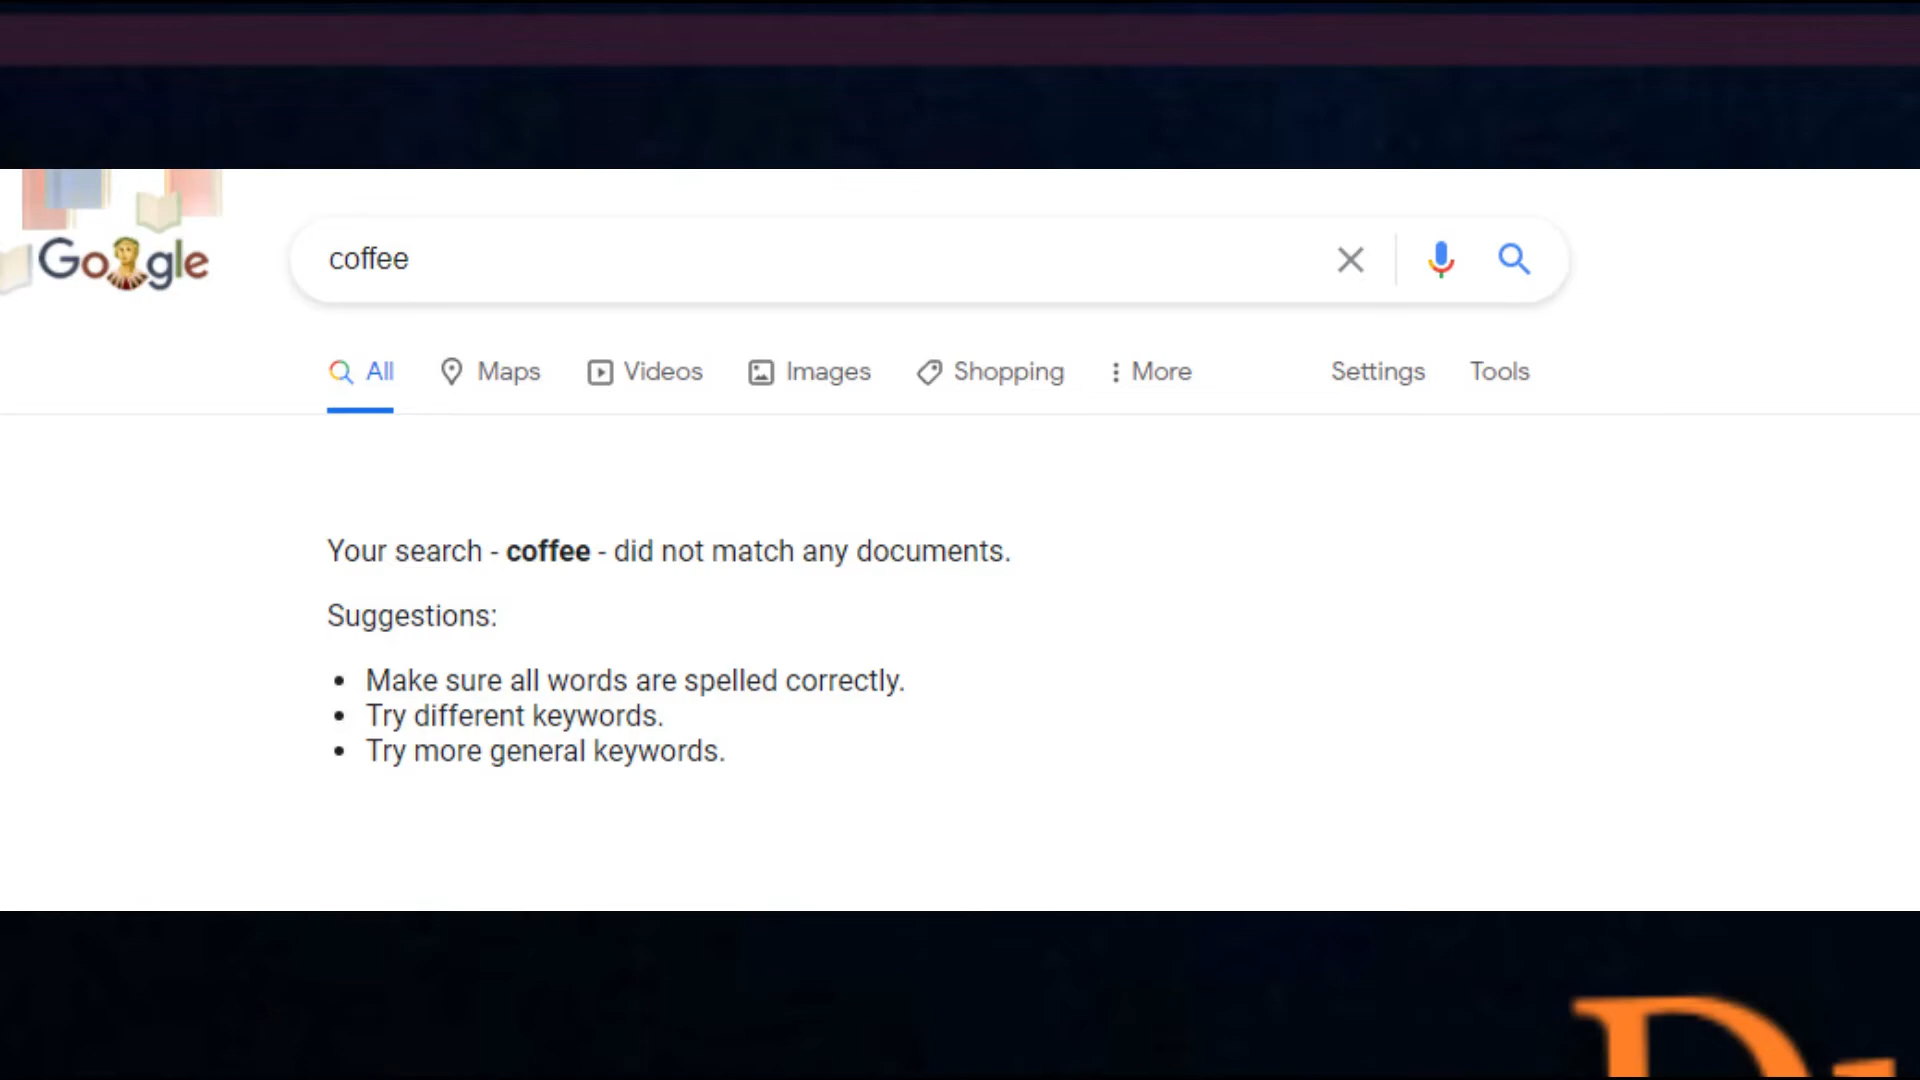 Google
coffee
All Maps Videos Images Shopping More Settings Tools
Your search - coffee - did not match any documents.
Suggestions:
Make sure all words are spelled correctly.
Try different keywords.
Try more general keywords.